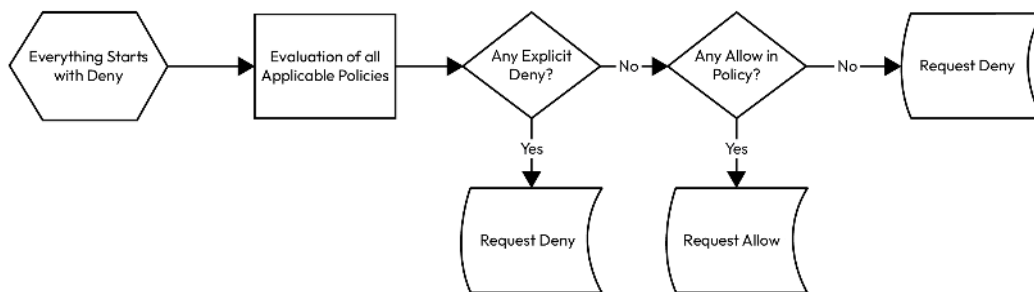 Everything Starts
with Deny
Evaluation of all
Applicable Policies
Any Explicit
Deny?
No
Any Allow in
Policy?
No
Request Deny
Yes
Yes
Request Deny
Request Allow